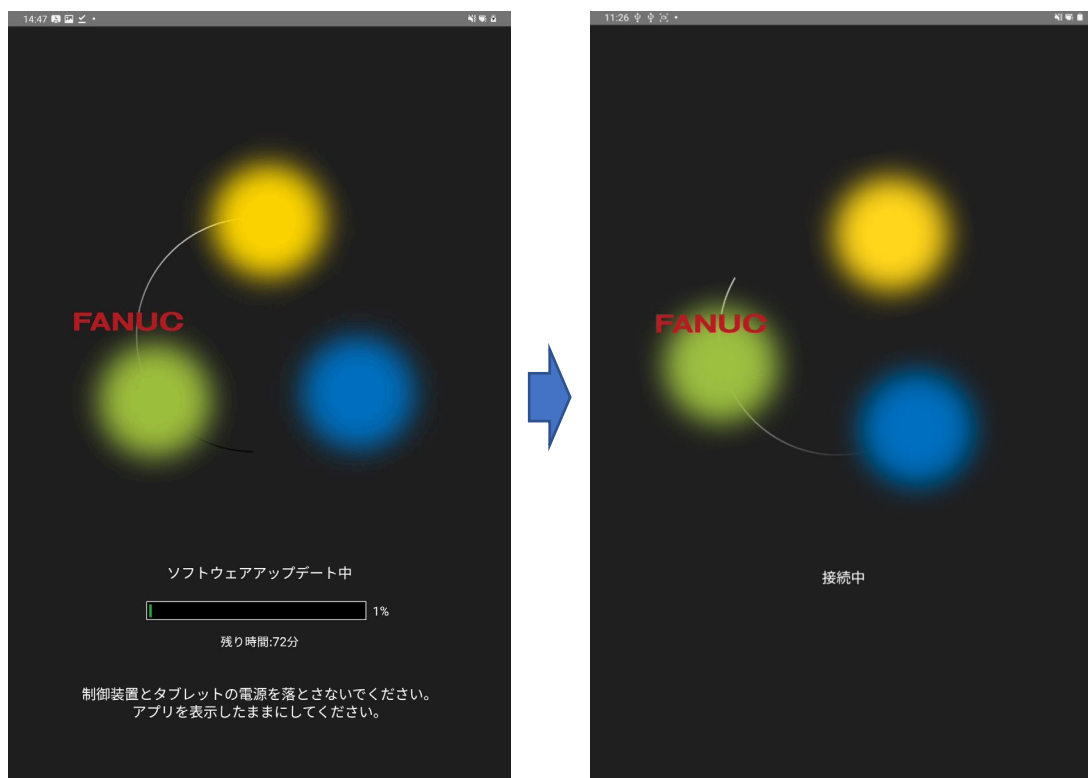 14:47
FANUC
ソフトウェアアップデート中
1%
残り時間:72分
制御装置とタブレットの電源を落とさないでください。
アプリを表示したままにしてください。
11:26
FANUC
接続中